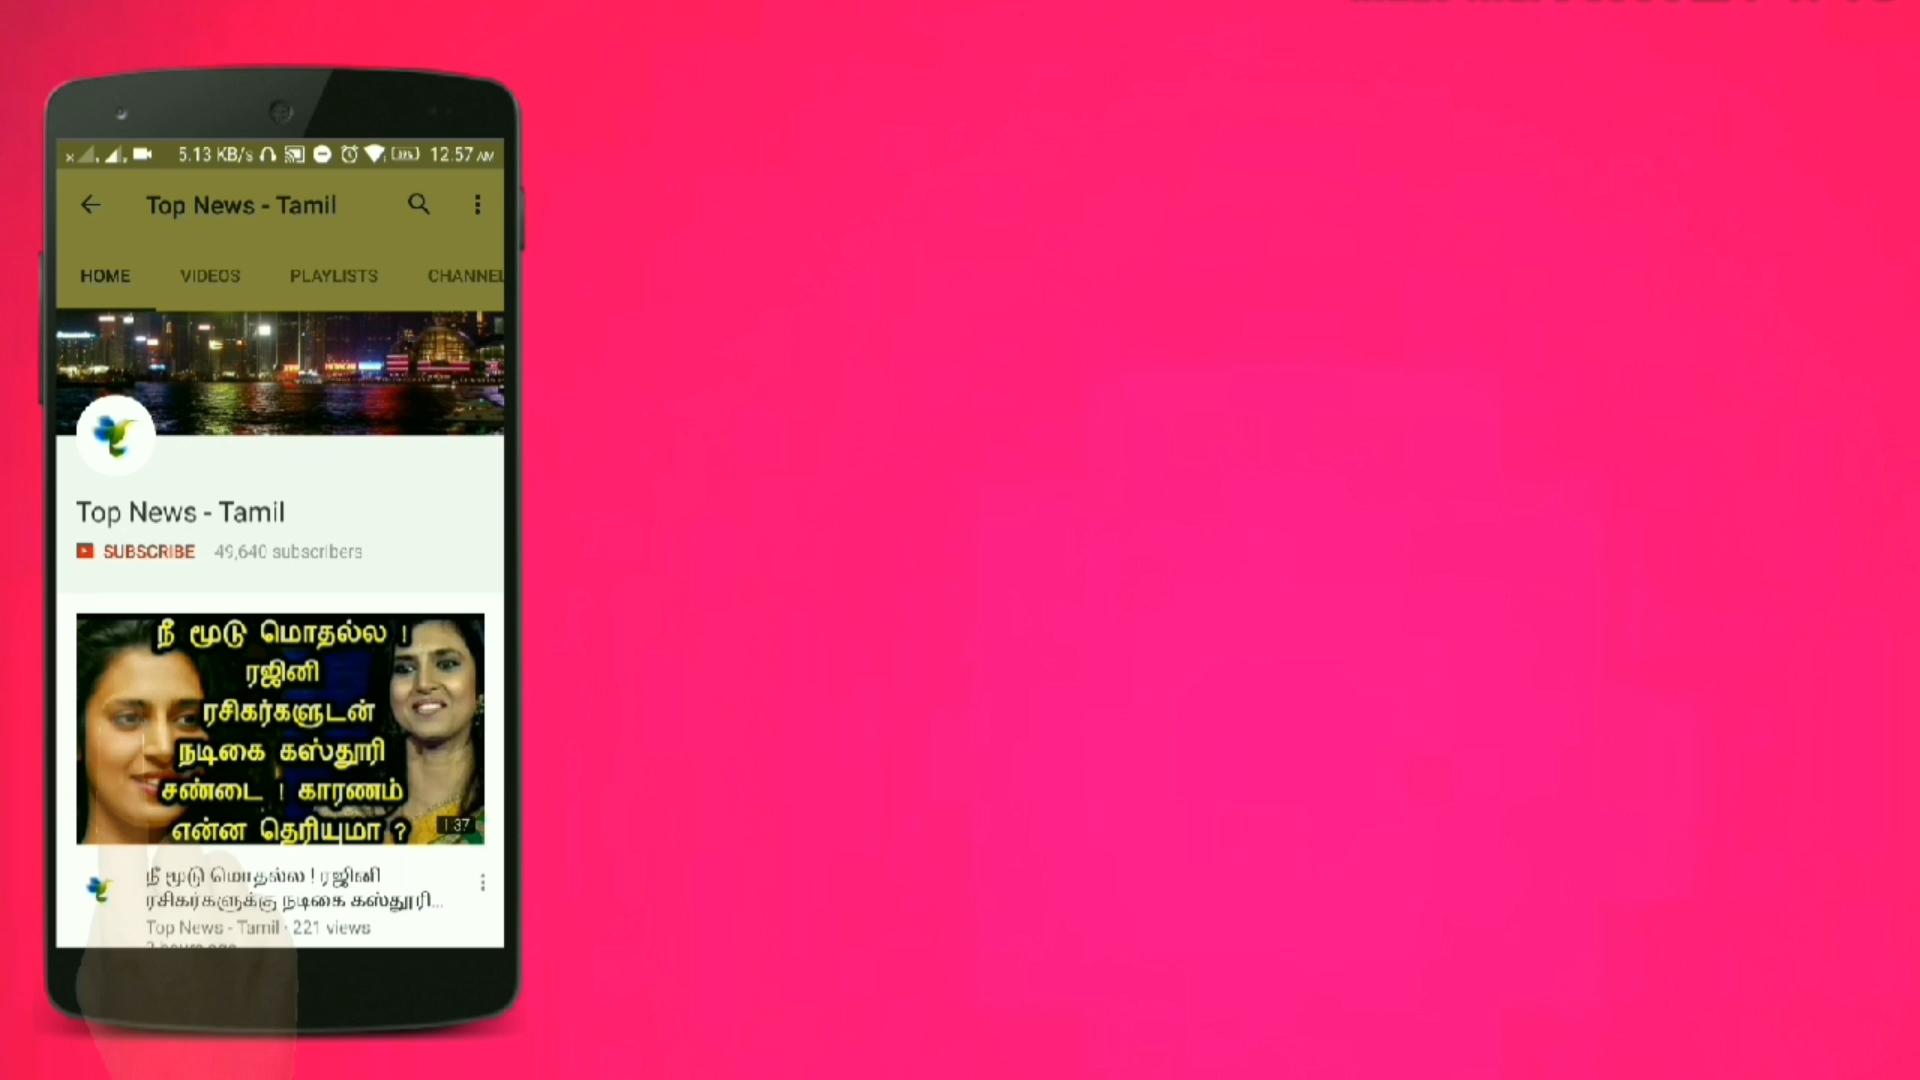 5.13 KB/s 12:57 AM
Top News - Tamil
HOME VIDEOS PLAYLISTS CHANNEL
Top News - Tamil
SUBSCRIBE 49,640 subscribers
நீ மூடு மொதல்ல !
ரஜினி
ரசிகர்களுடன்
நடிகை கஸ்தூரி
சண்டை ! காரணம்
என்ன தெரியுமா ?
1:37
நீ மூடு மொதல்ல ! ரஜினி
ரசிகர்களுக்கு நடிகை கஸ்தூரி...
Top News - Tamil · 221 views